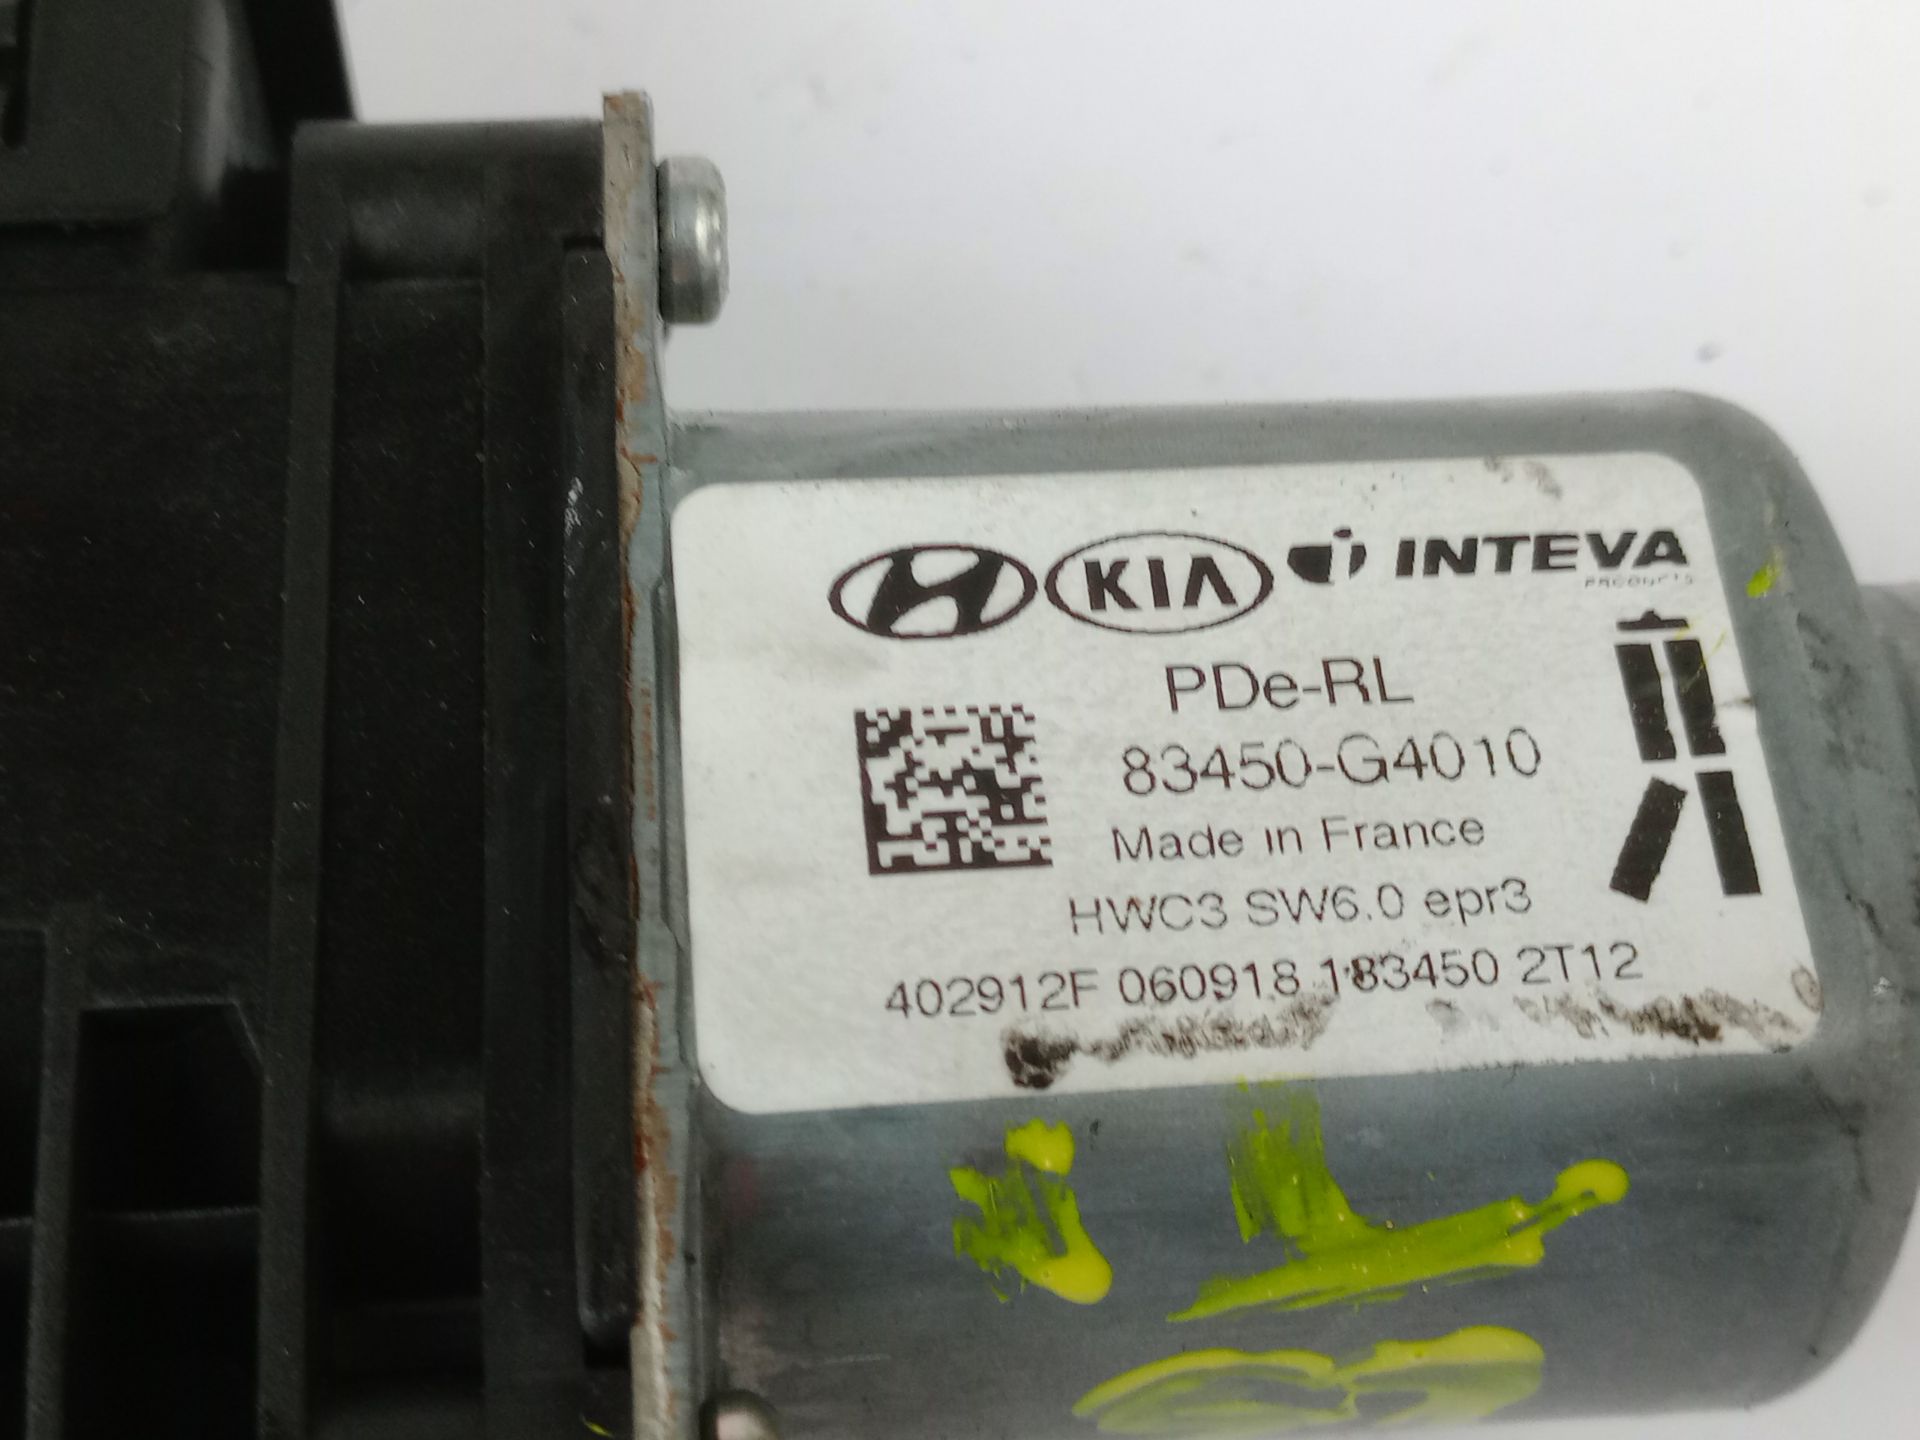 KIA INTEVA
PRODUCTS
PDe-RL
83450-G4010
Made in France
HWC3 SW6.0 epr3
402912F 060918 183450 2T12